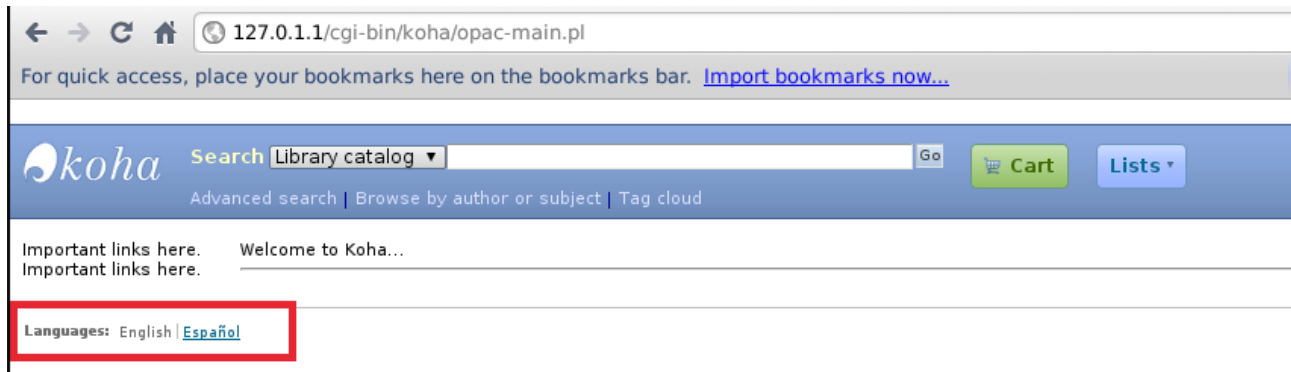 127.0.1.1/cgi-bin/koha/opac-main.pl
For quick access, place your bookmarks here on the bookmarks bar. Import bookmarks now...
koha Search Library catalog Go Cart Lists
Advanced search | Browse by author or subject | Tag cloud
Important links here. Welcome to Koha...
Important links here.
Languages: English | Español